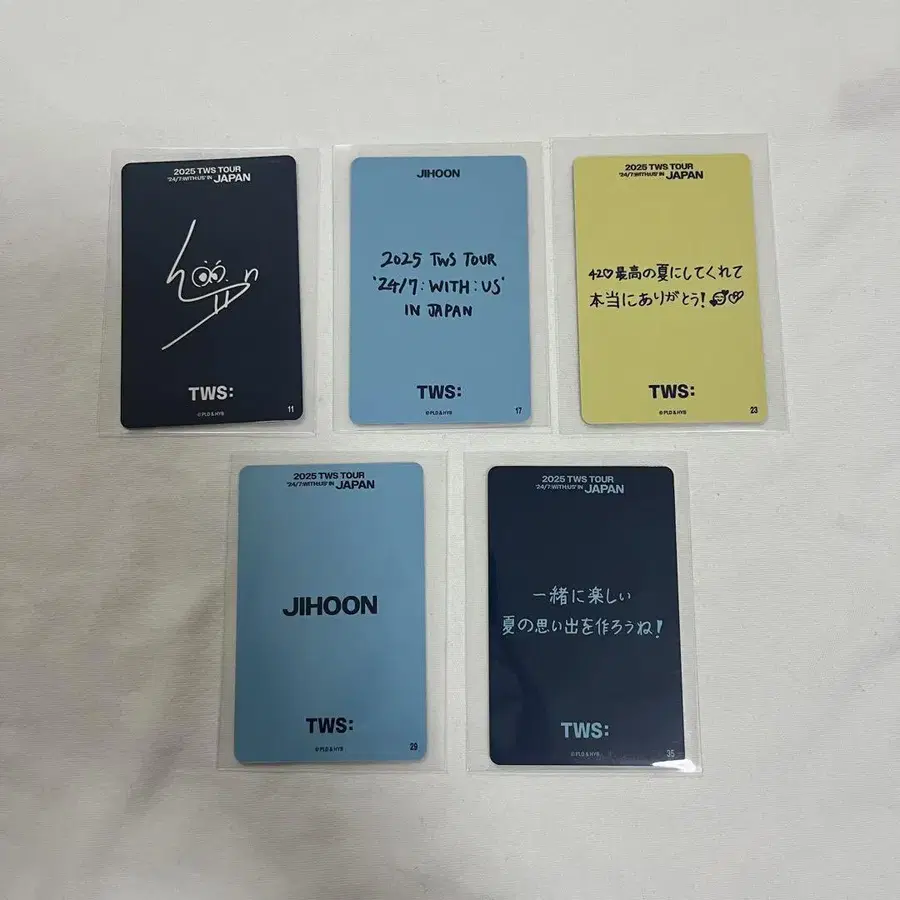 2025 TWS TOUR
'24/7:WITH:US' IN JAPAN
TWS:
© PLD & HYB
11
JIHOON
2025 TWS TOUR
'24/7:WITH:US'
IN JAPAN
TWS:
© PLD & HYB
17
2025 TWS TOUR
'24/7:WITH:US' IN JAPAN
42♡最高の夏にしてくれて
本当にありがとう!
TWS:
© PLD & HYB
23
2025 TWS TOUR
'24/7:WITH:US' IN JAPAN
JIHOON
TWS:
© PLD & HYB
29
2025 TWS TOUR
'24/7:WITH:US' IN JAPAN
一緒に楽しい
夏の思い出を作ろうね!
TWS:
© PLD & HYB
35